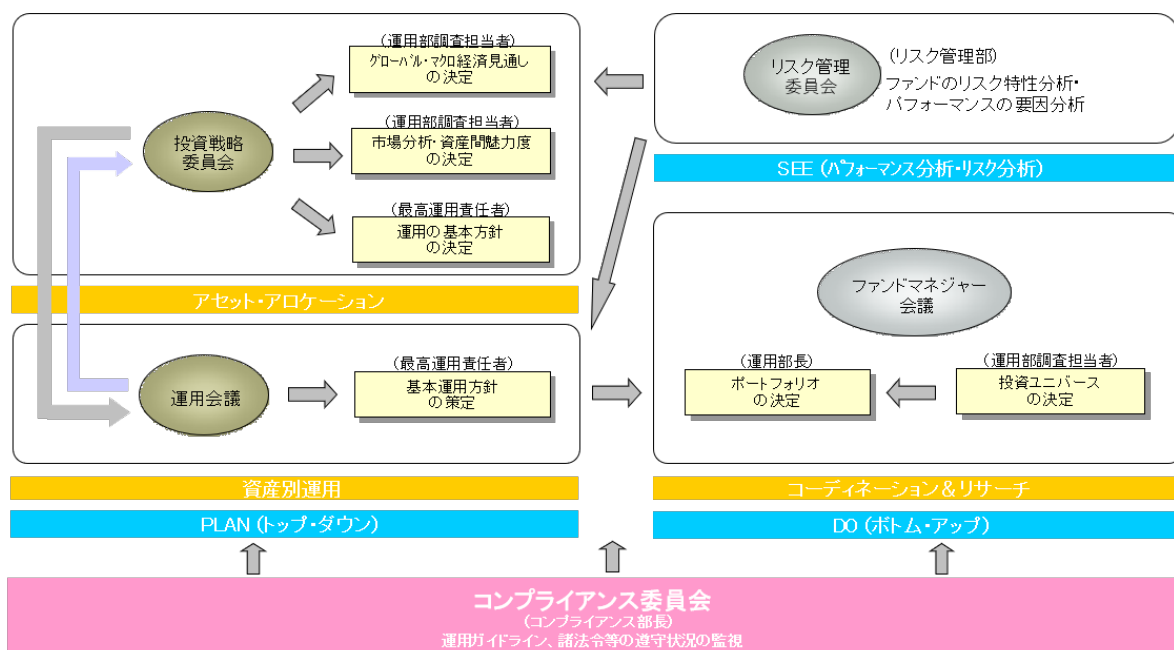 (運用部調査担当者)
グローバル・マクロ経済見通し
の決定
投資戦略
委員会
(運用部調査担当者)
市場分析・資産間魅力度
の決定
(最高運用責任者)
運用の基本方針
の決定
アセット・アロケーション
リスク管理
委員会
(リスク管理部)
ファンドのリスク特性分析・
パフォーマンスの要因分析
SEE (パフォーマンス分析・リスク分析)
運用会議
(最高運用責任者)
基本運用方針
の策定
資産別運用
PLAN (トップ・ダウン)
ファンドマネジャー
会議
(運用部長)
ポートフォリオ
の決定
(運用部調査担当者)
投資ユニバース
の決定
コーディネーション＆リサーチ
DO (ボトム・アップ)
コンプライアンス委員会
(コンプライアンス部長)
運用ガイドライン、諸法令等の遵守状況の監視